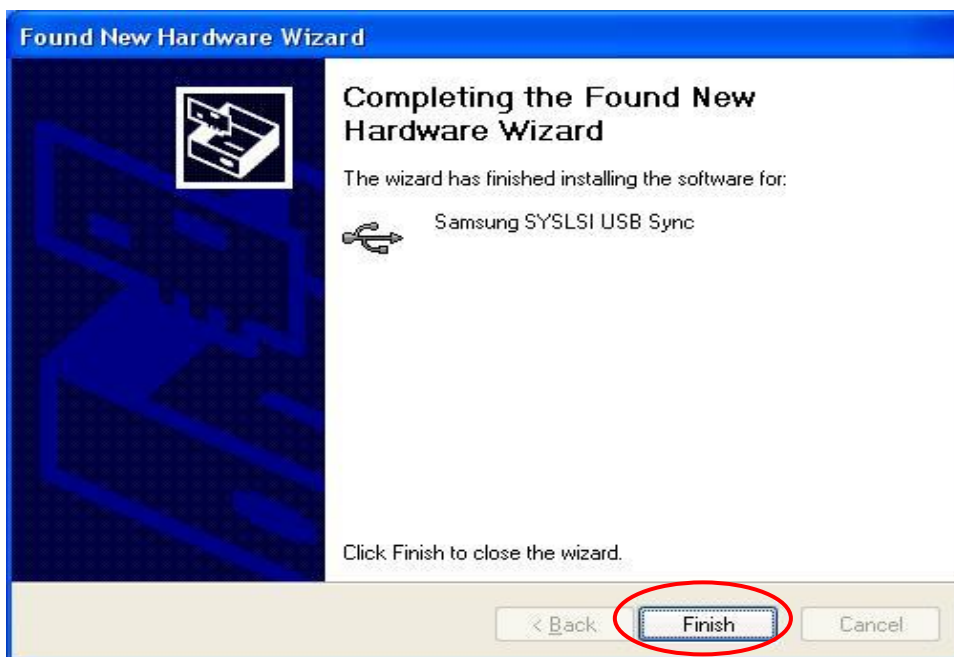 Found New Hardware Wizard
Completing the Found New
Hardware Wizard
The wizard has finished installing the software for:
Samsung SYSLSI USB Sync
Click Finish to close the wizard.
< Back
Finish
Cancel